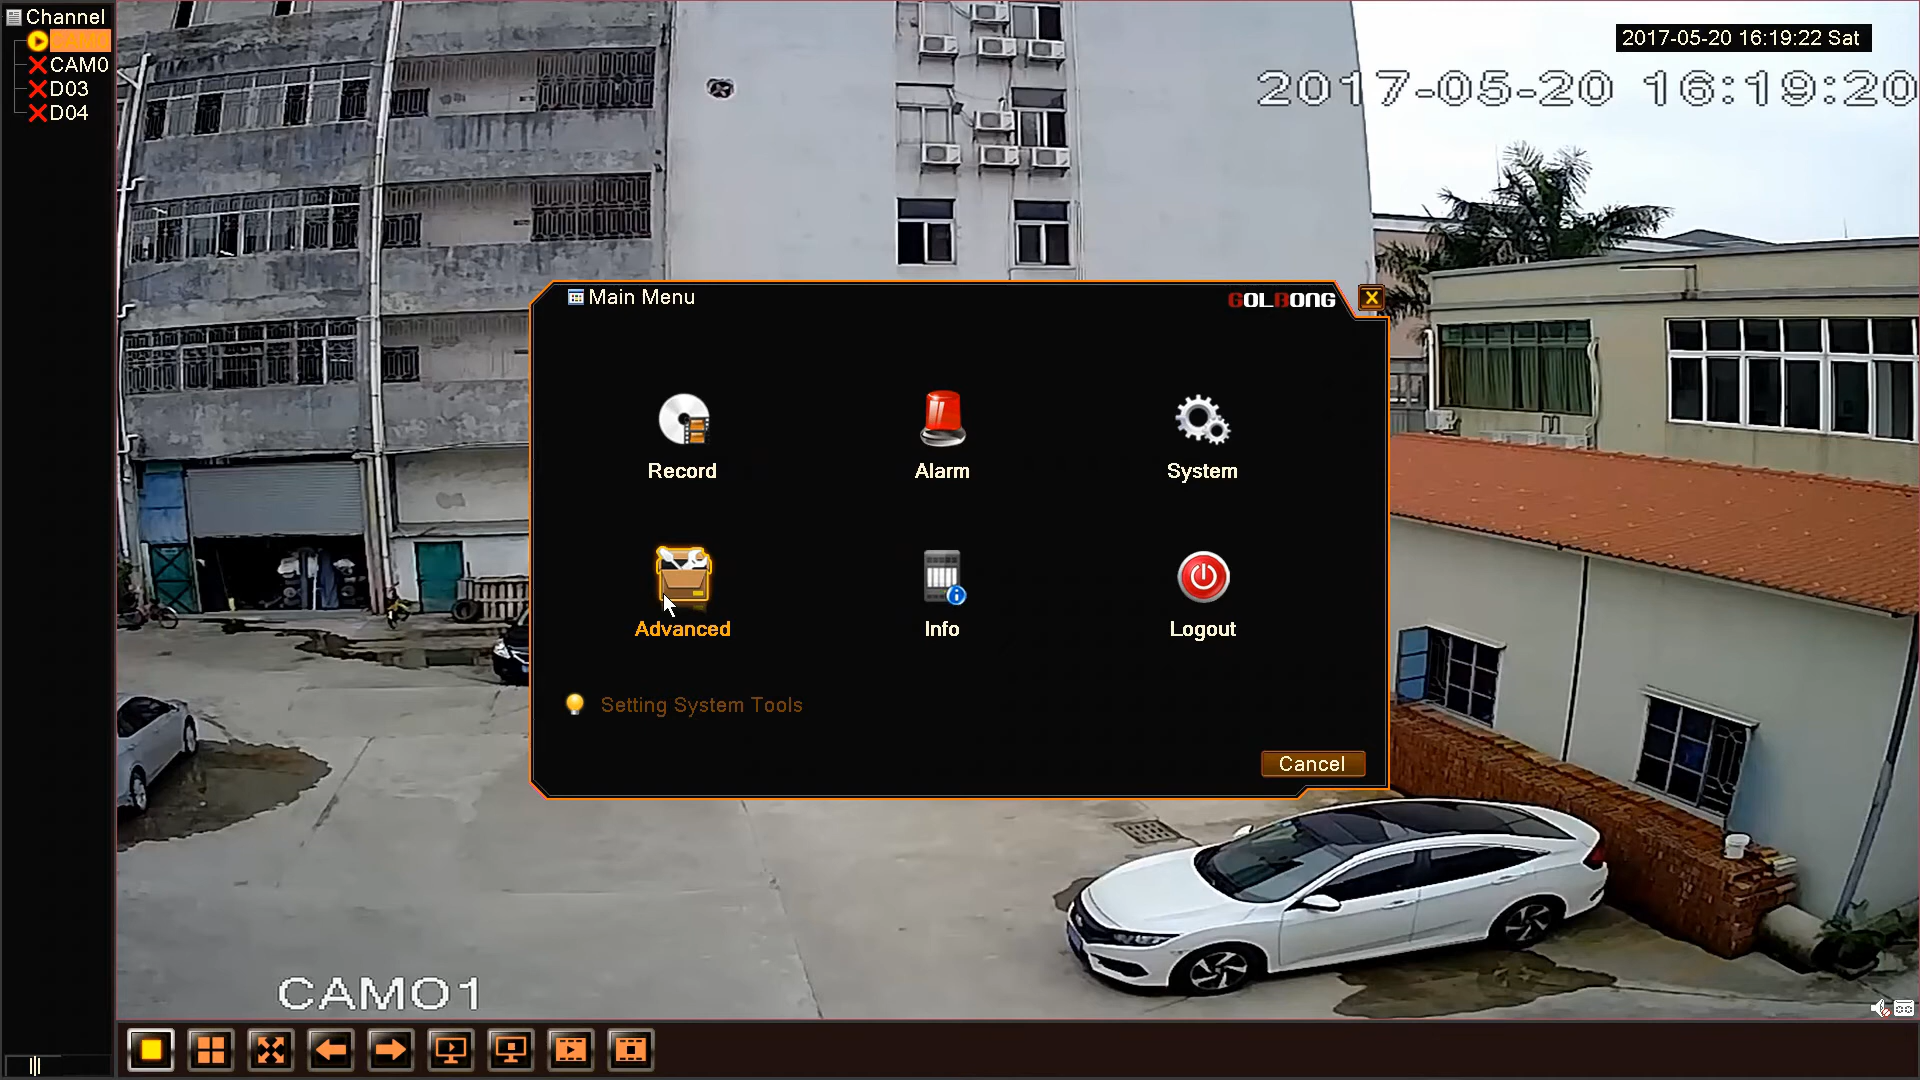 Channel
CAM0
D03
D04
2017-05-20 16:19:22 Sat
2017-05-20 16:19:20
Main Menu
GOLBONG
Record
Alarm
System
Advanced
Info
Logout
Setting System Tools
Cancel
CAM01